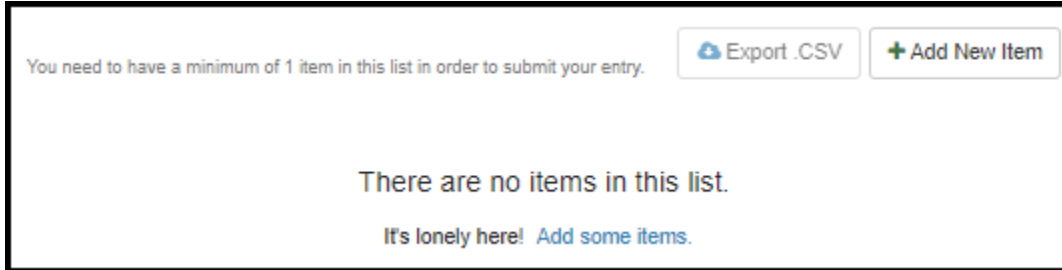 You need to have a minimum of 1 item in this list in order to submit your entry.
Export .CSV
Add New Item
There are no items in this list.
It's lonely here! Add some items.